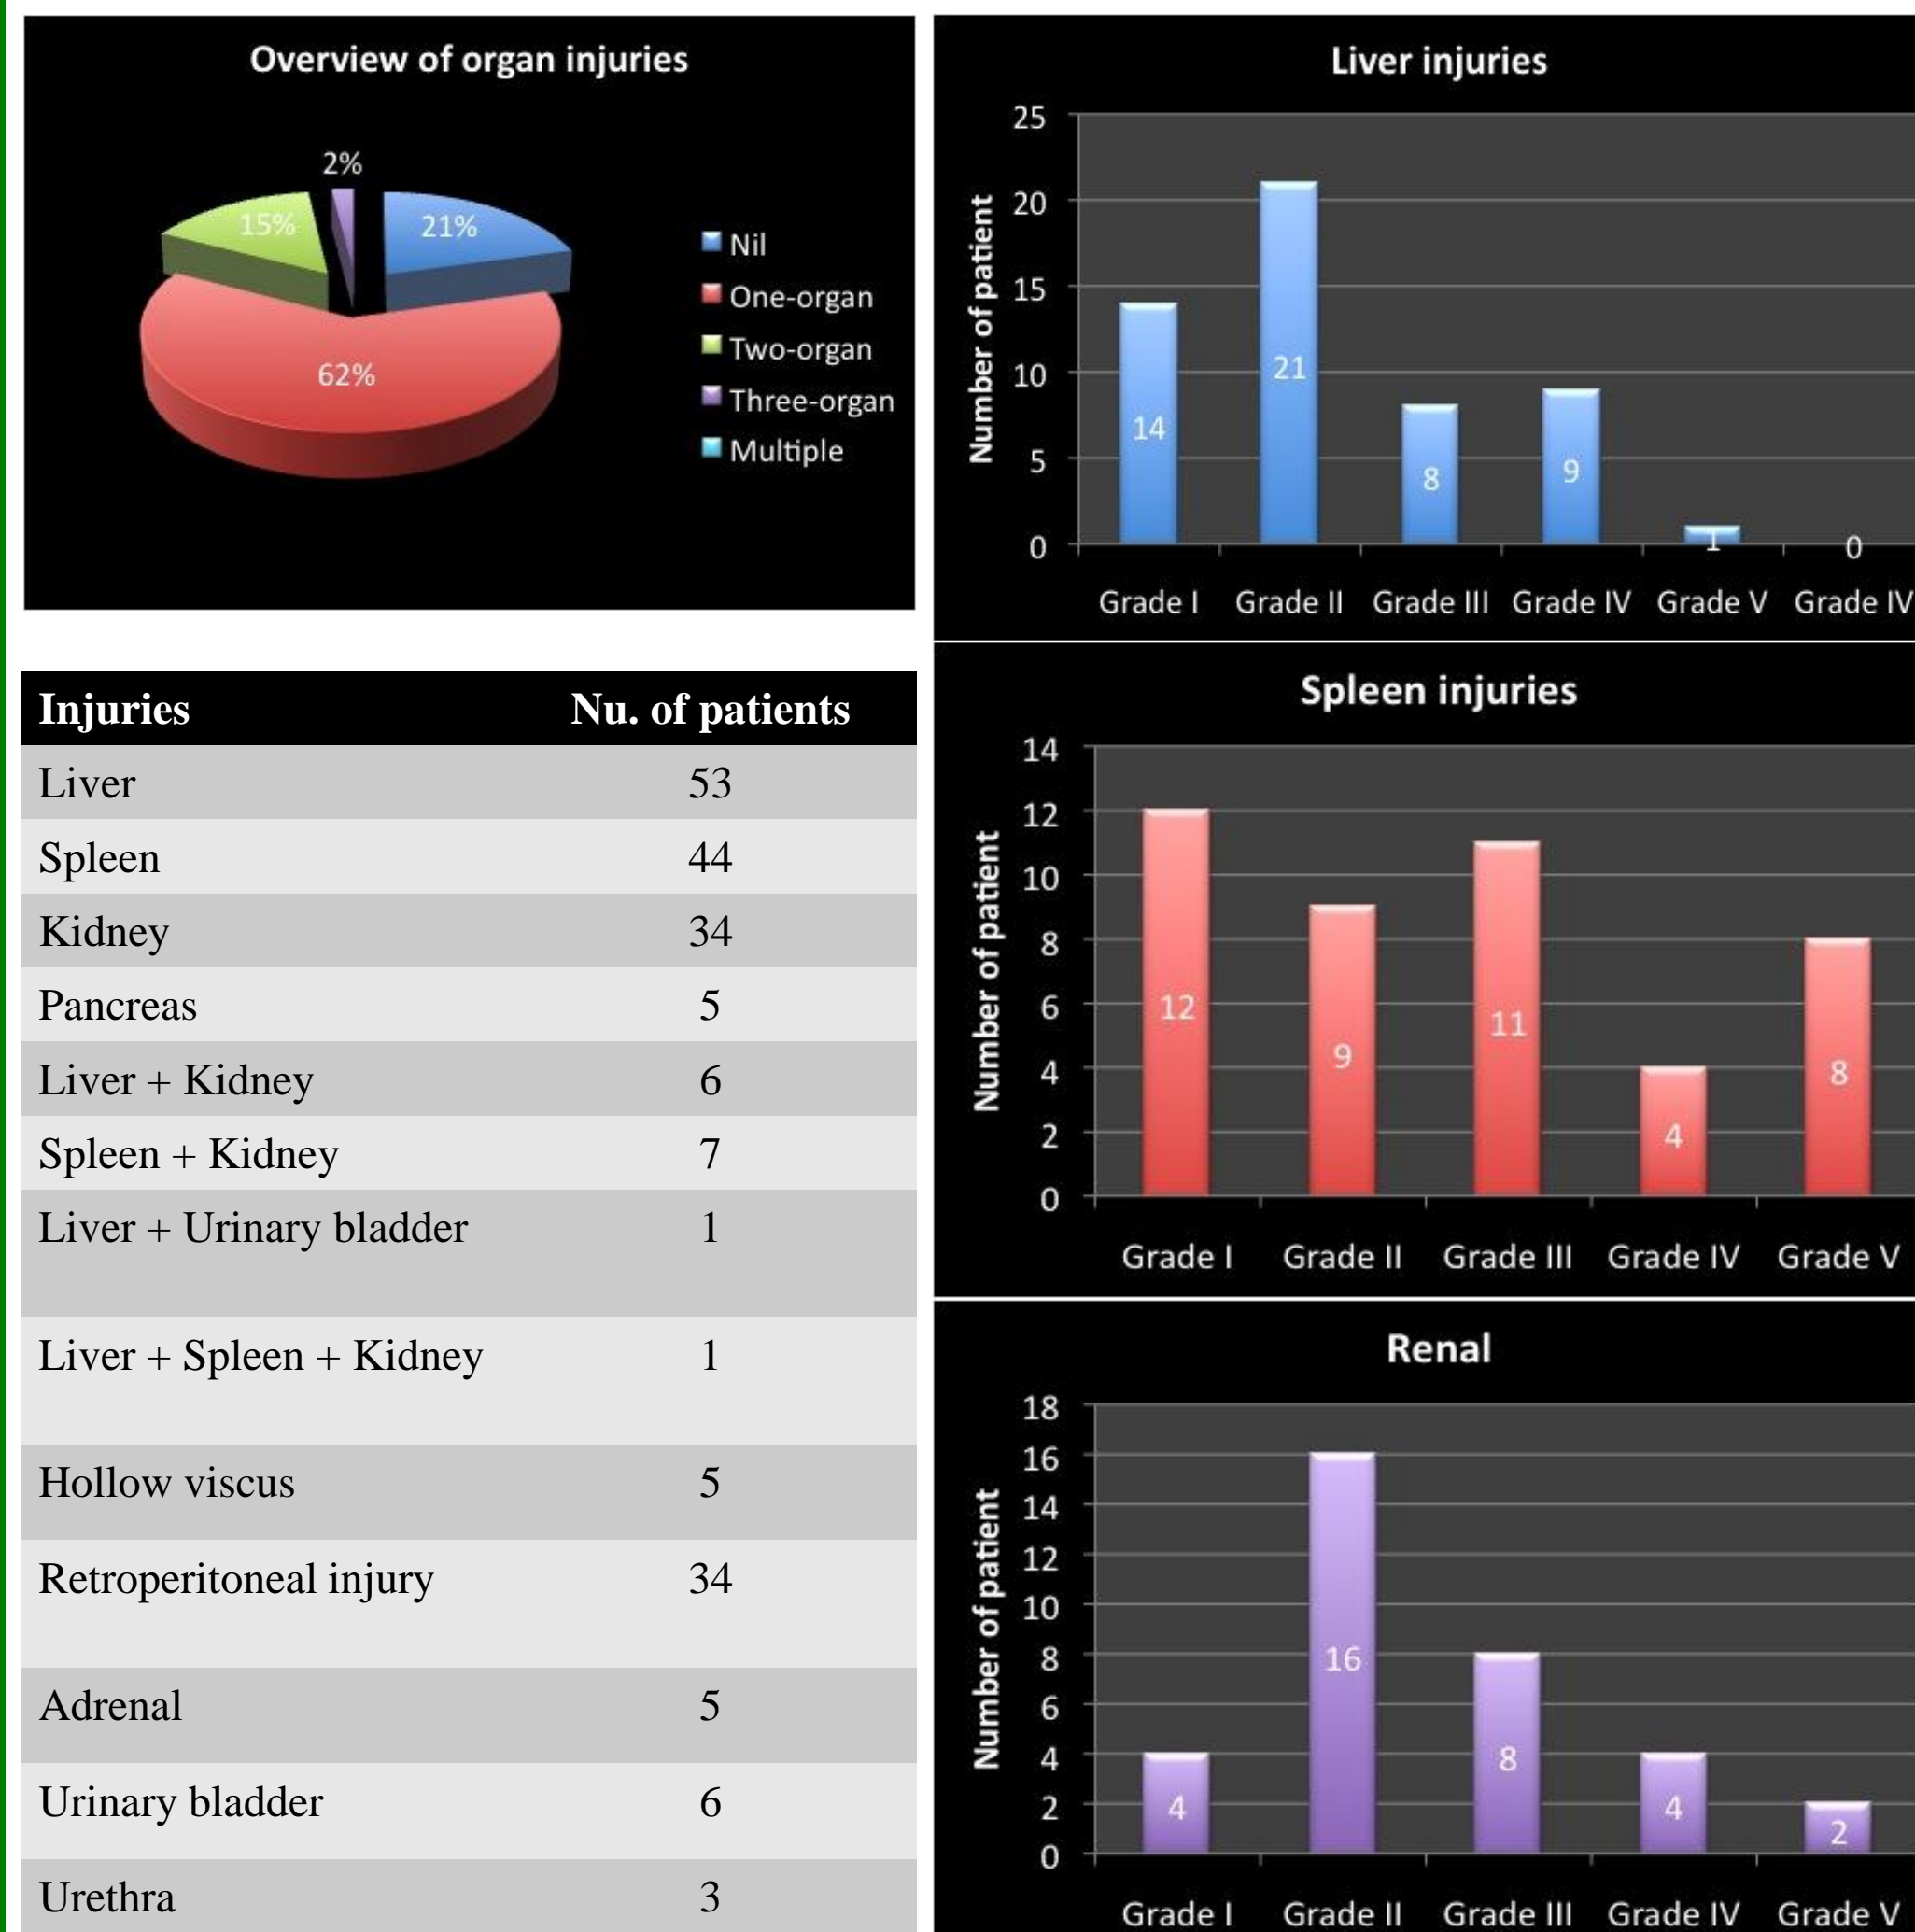 Overview of organ injuries
2%
15%
21%
62%
Nil
One-organ
Two-organ
Three-organ
Multiple
Injuries Nu. of patients
Liver 53
Spleen 44
Kidney 34
Pancreas 5
Liver + Kidney 6
Spleen + Kidney 7
Liver + Urinary bladder 1
Liver + Spleen + Kidney 1
Hollow viscus 5
Retroperitoneal injury 34
Adrenal 5
Urinary bladder 6
Urethra 3
Liver injuries
Number of patient
25
20
15
10
5
0
14
21
8
9
1
0
Grade I Grade II Grade III Grade IV Grade V Grade IV
Spleen injuries
Number of patient
14
12
10
8
6
4
2
0
12
9
11
4
8
Grade I Grade II Grade III Grade IV Grade V
Renal
Number of patient
18
16
14
12
10
8
6
4
2
0
4
16
8
4
2
Grade I Grade II Grade III Grade IV Grade V